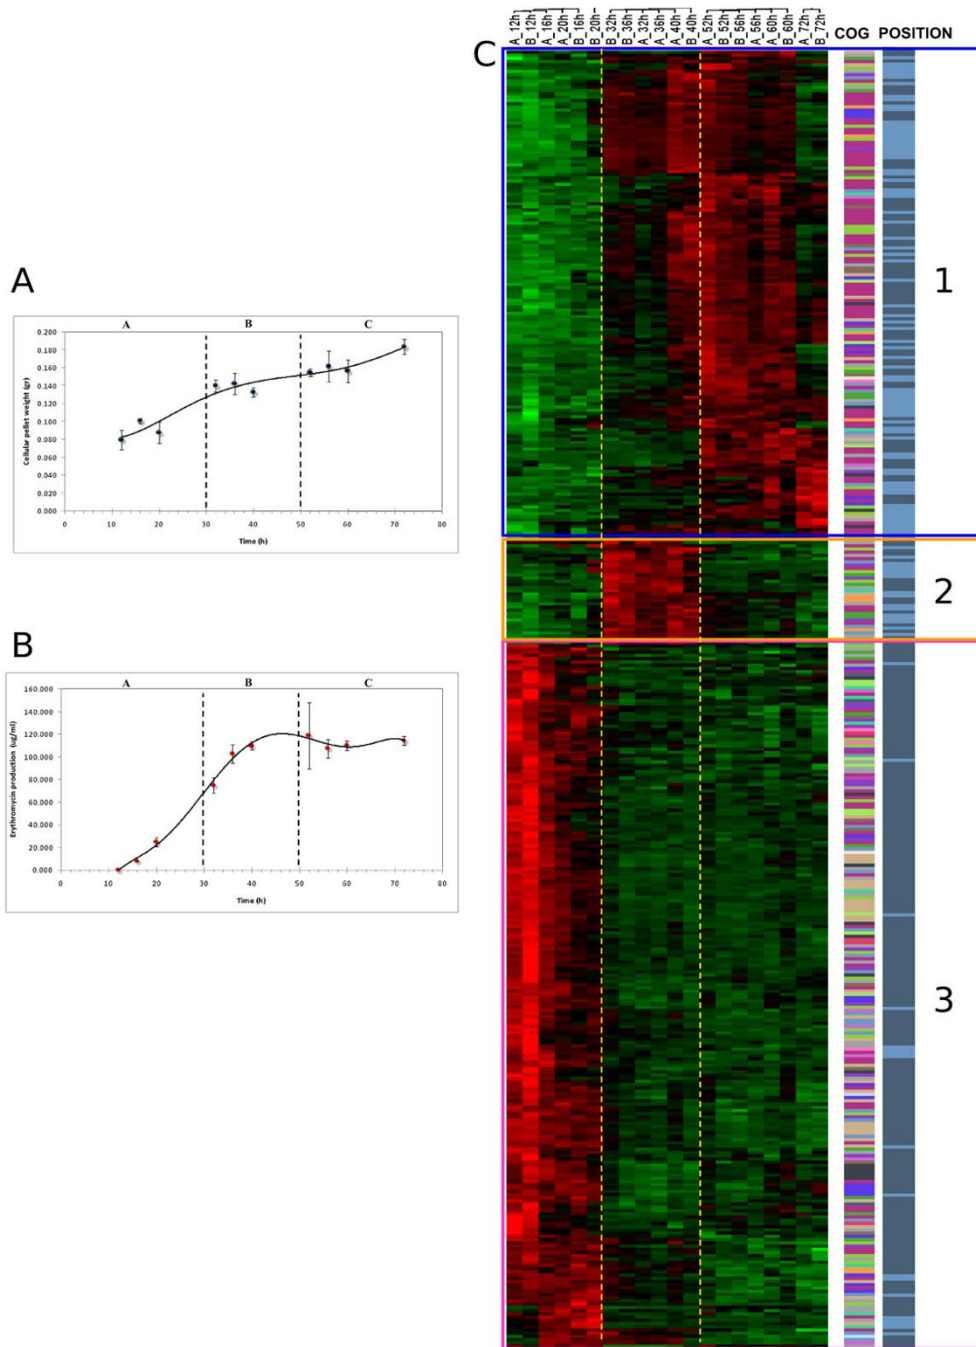 A_12h
B_12h
A_16h
A_20h
B_16h
B_20h
B_32h
B_36h
A_32h
A_36h
A_40h
B_40h
A_52h
B_52h
B_56h
A_56h
A_60h
B_60h
A_72h
B_72h
COG POSITION
C
1
2
3
A
A B C
0.200
0.180
0.160
0.140
0.120
0.100
0.080
0.060
0.040
0.020
0.000
Cellular pellet weight (gr)
0 10 20 30 40 50 60 70 80
Time (h)
B
A B C
160.000
140.000
120.000
100.000
80.000
60.000
40.000
20.000
0.000
Erythromycin production (ug/ml)
0 10 20 30 40 50 60 70 80
Time (h)